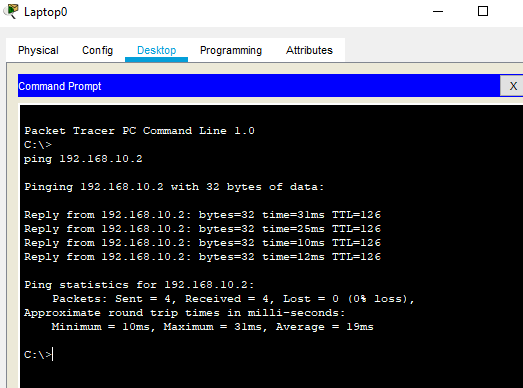 Laptop0
Physical Config Desktop Programming Attributes
Command Prompt X
Packet Tracer PC Command Line 1.0
C:\>
ping 192.168.10.2
Pinging 192.168.10.2 with 32 bytes of data:
Reply from 192.168.10.2: bytes=32 time=31ms TTL=126
Reply from 192.168.10.2: bytes=32 time=25ms TTL=126
Reply from 192.168.10.2: bytes=32 time=10ms TTL=126
Reply from 192.168.10.2: bytes=32 time=12ms TTL=126
Ping statistics for 192.168.10.2:
Packets: Sent = 4, Received = 4, Lost = 0 (0% loss),
Approximate round trip times in milli-seconds:
Minimum = 10ms, Maximum = 31ms, Average = 19ms
C:\>